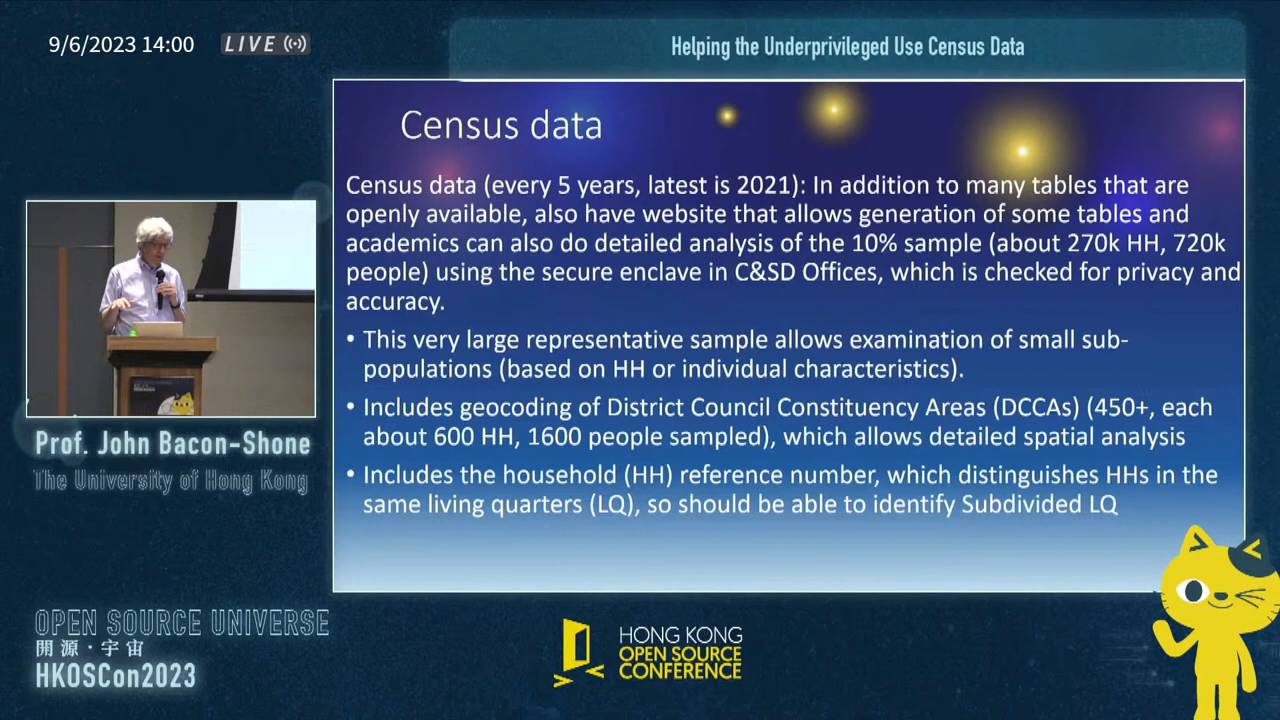 9/6/2023 14:00
LIVE
Helping the Underprivileged Use Census Data
Census data
Census data (every 5 years, latest is 2021): In addition to many tables that are
openly available, also have website that allows generation of some tables and
academics can also do detailed analysis of the 10% sample (about 270k HH, 720k
people) using the secure enclave in C&SD Offices, which is checked for privacy and
accuracy.
• This very large representative sample allows examination of small sub-
populations (based on HH or individual characteristics).
• Includes geocoding of District Council Constituency Areas (DCCAs) (450+, each
about 600 HH, 1600 people sampled), which allows detailed spatial analysis
• Includes the household (HH) reference number, which distinguishes HHs in the
same living quarters (LQ), so should be able to identify Subdivided LQ
Prof. John Bacon-Shone
The University of Hong Kong
OPEN SOURCE UNIVERSE
開源·宇宙
HKOSCon2023
HONG KONG
OPEN SOURCE
CONFERENCE